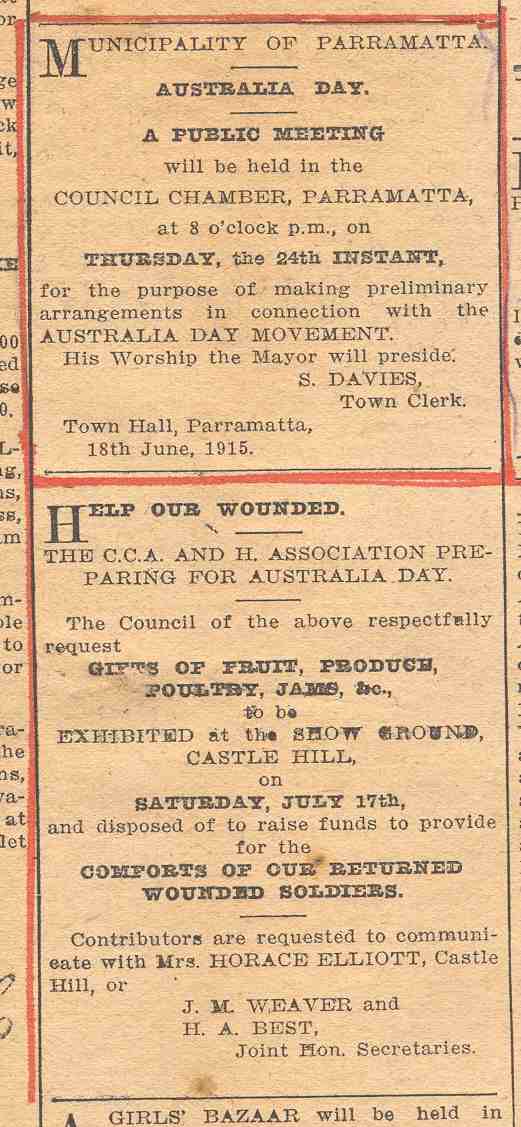 MUNICIPALITY OF PARRAMATTA.
AUSTRALIA DAY.
A PUBLIC MEETING
will be held in the
COUNCIL CHAMBER, PARRAMATTA,
at 8 o'clock p.m., on
THURSDAY, the 24th INSTANT,
for the purpose of making preliminary
arrangements in connection with the
AUSTRALIA DAY MOVEMENT.
His Worship the Mayor will preside.
S. DAVIES,
Town Clerk.
Town Hall, Parramatta,
18th June, 1915.
HELP OUR WOUNDED.
THE C.C.A. AND H. ASSOCIATION PRE-
PARING FOR AUSTRALIA DAY.
The Council of the above respectfully
request
GIFTS OF FRUIT, PRODUCE,
POULTRY, JAMS, &c.,
to be
EXHIBITED at the SHOW GROUND,
CASTLE HILL,
on
SATURDAY, JULY 17th,
and disposed of to raise funds to provide
for the
COMFORTS OF OUR RETURNED
WOUNDED SOLDIERS.
Contributors are requested to communi-
cate with Mrs. HORACE ELLIOTT, Castle
Hill, or
J. M. WEAVER and
H. A. BEST,
Joint Hon. Secretaries.
A GIRLS' BAZAAR will be held in